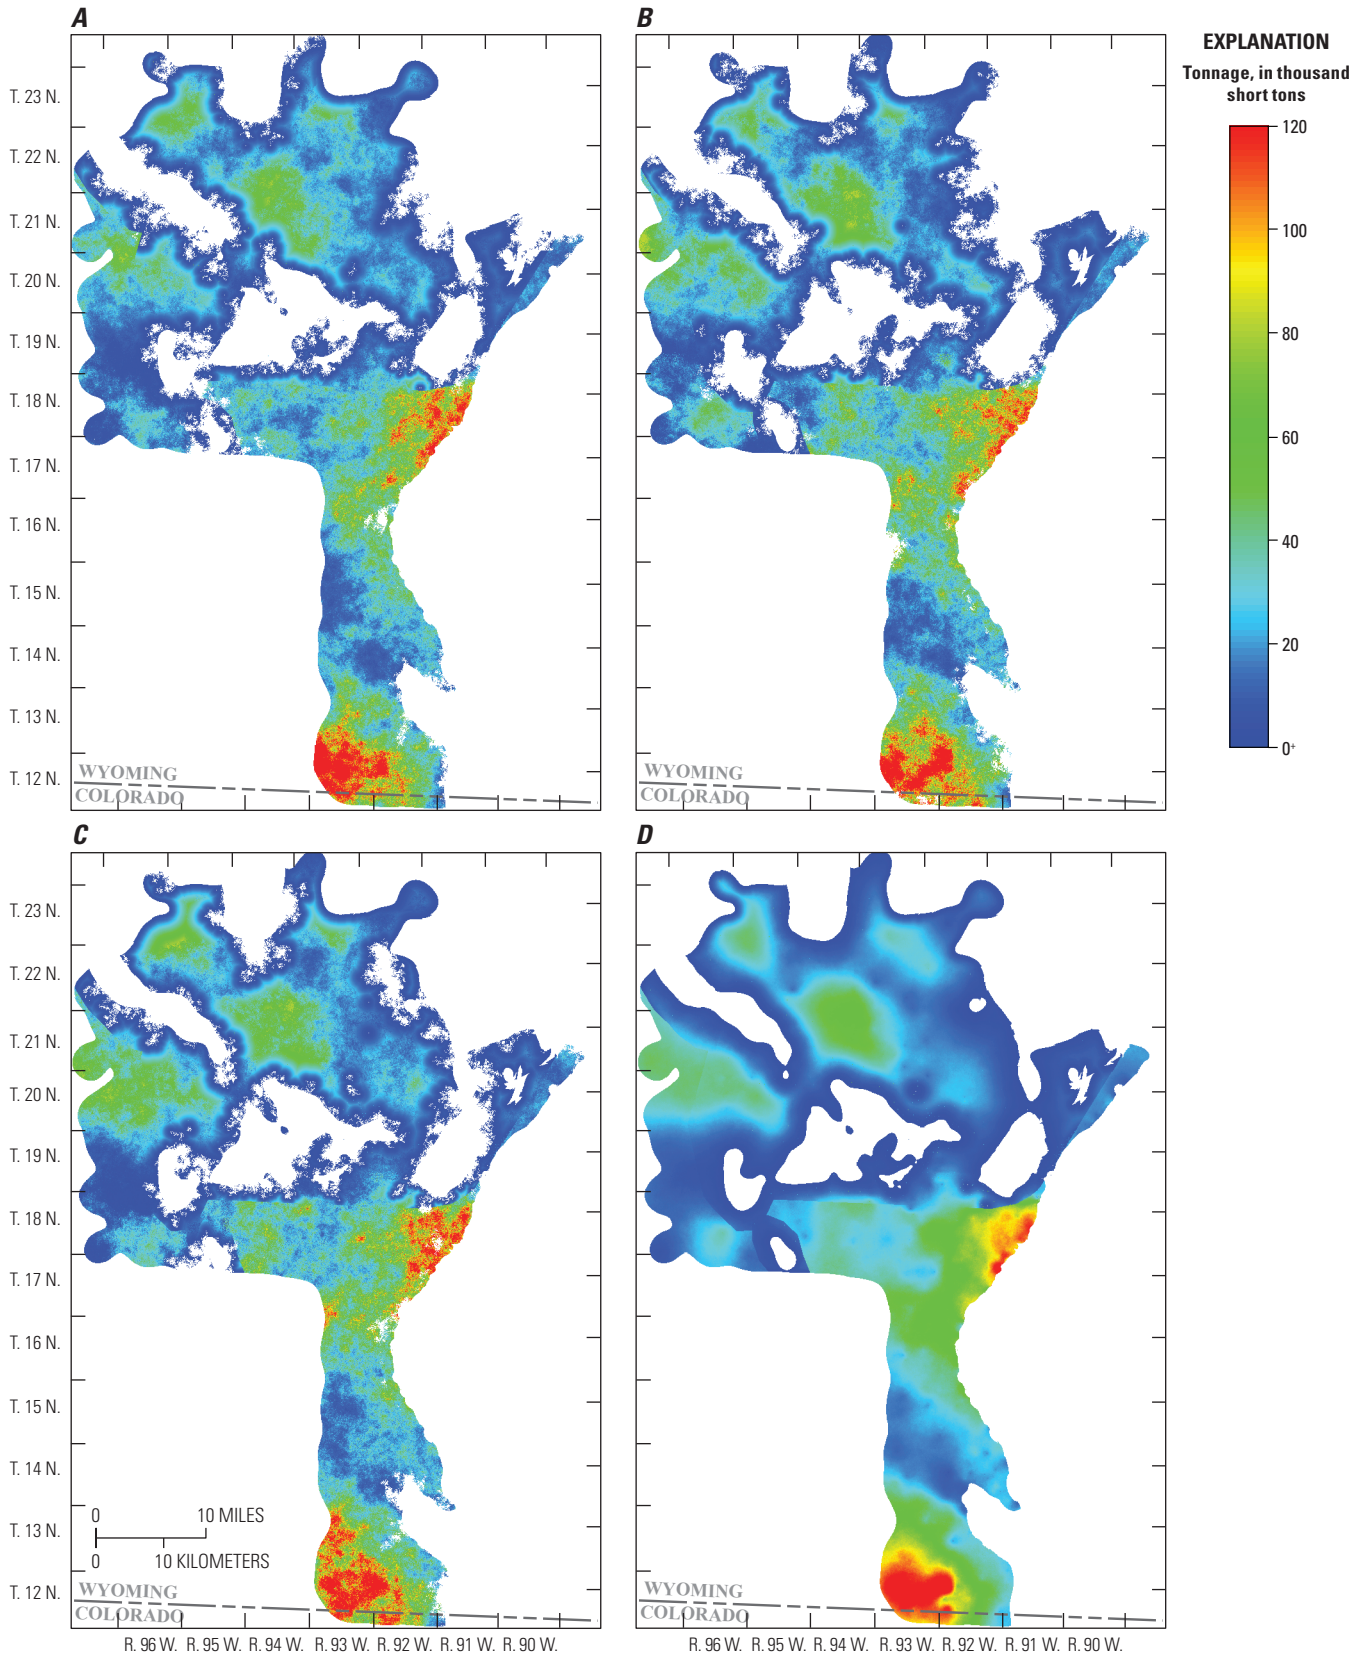 A
B
EXPLANATION
Tonnage, in thousand
short tons
120
100
80
60
40
20
0+
T. 23 N.
T. 22 N.
T. 21 N.
T. 20 N.
T. 19 N.
T. 18 N.
T. 17 N.
T. 16 N.
T. 15 N.
T. 14 N.
T. 13 N.
T. 12 N.
WYOMING
COLORADO
WYOMING
COLORADO
C
D
T. 23 N.
T. 22 N.
T. 21 N.
T. 20 N.
T. 19 N.
T. 18 N.
T. 17 N.
T. 16 N.
T. 15 N.
T. 14 N.
T. 13 N.
T. 12 N.
0 10 MILES
0 10 KILOMETERS
WYOMING
COLORADO
WYOMING
COLORADO
R. 96 W. R. 95 W. R. 94 W. R. 93 W. R. 92 W. R. 91 W. R. 90 W.
R. 96 W. R. 95 W. R. 94 W. R. 93 W. R. 92 W. R. 91 W. R. 90 W.